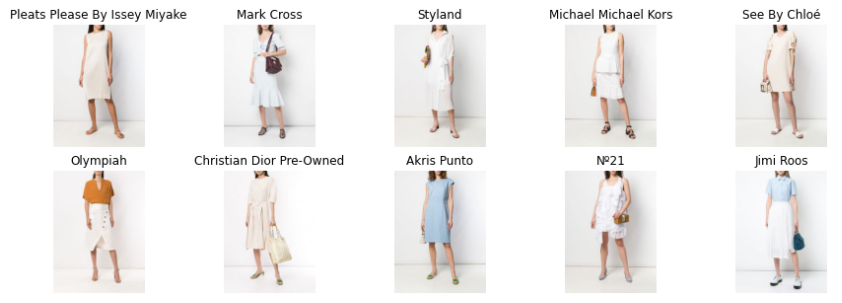 Pleats Please By Issey Miyake
Mark Cross
Styland
Michael Michael Kors
See By Chloé
Olympiah
Christian Dior Pre-Owned
Akris Punto
Nº21
Jimi Roos